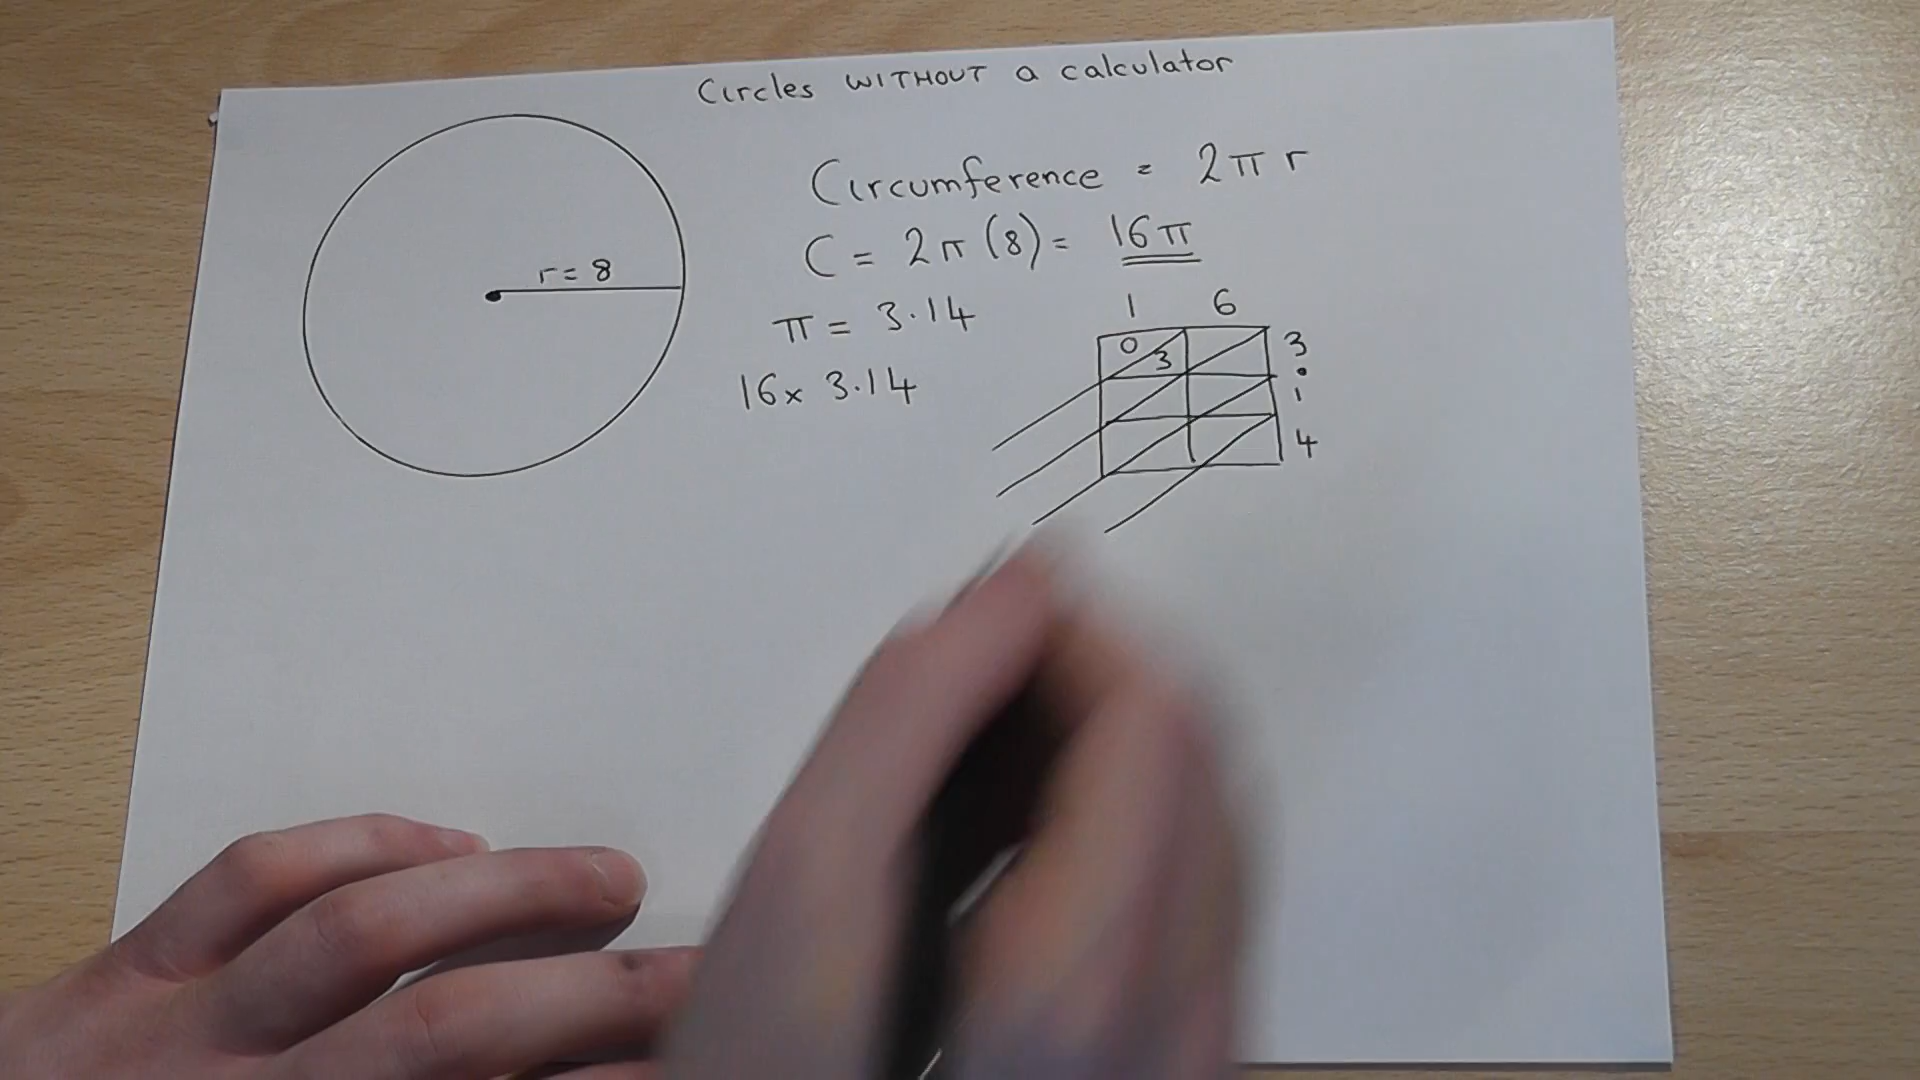 Circles WITHOUT a calculator
Circumference = 2π r
C = 2π (8) = 16π
r = 8
π = 3.14
16 x 3.14
1 6
0 3 3
.
1
4